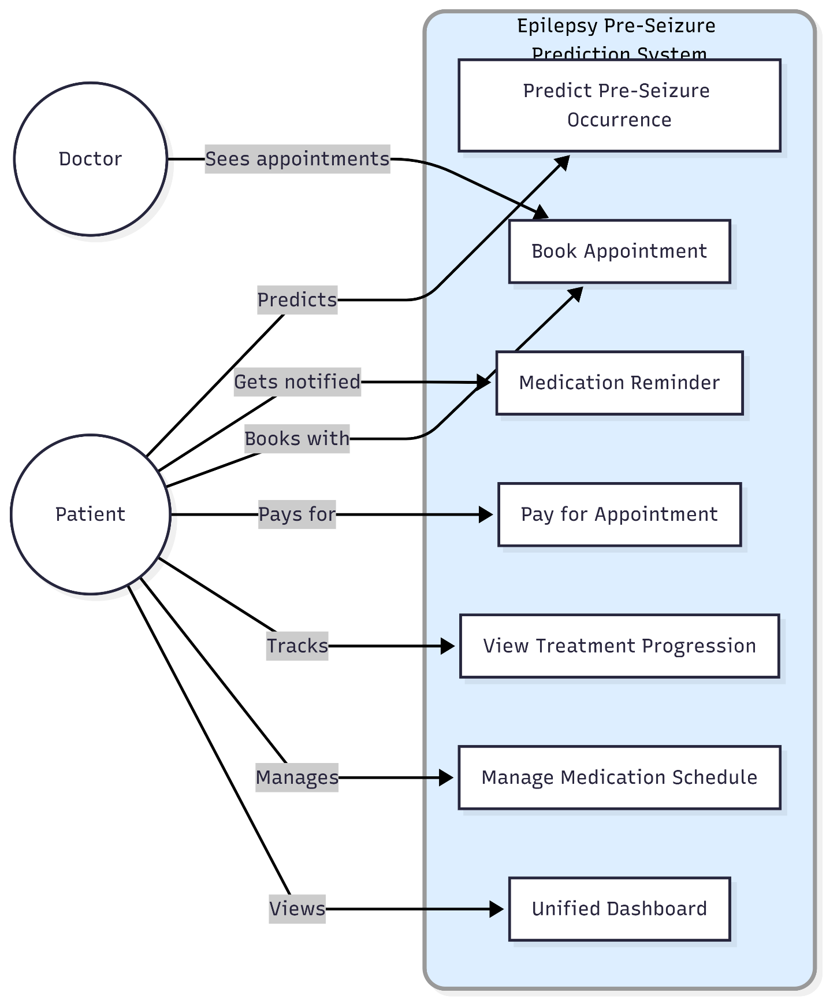 Epilepsy Pre-Seizure
Prediction System
Predict Pre-Seizure
Occurrence
Doctor
Sees appointments
Book Appointment
Predicts
Gets notified
Medication Reminder
Books with
Patient
Pays for
Pay for Appointment
Tracks
View Treatment Progression
Manages
Manage Medication Schedule
Views
Unified Dashboard